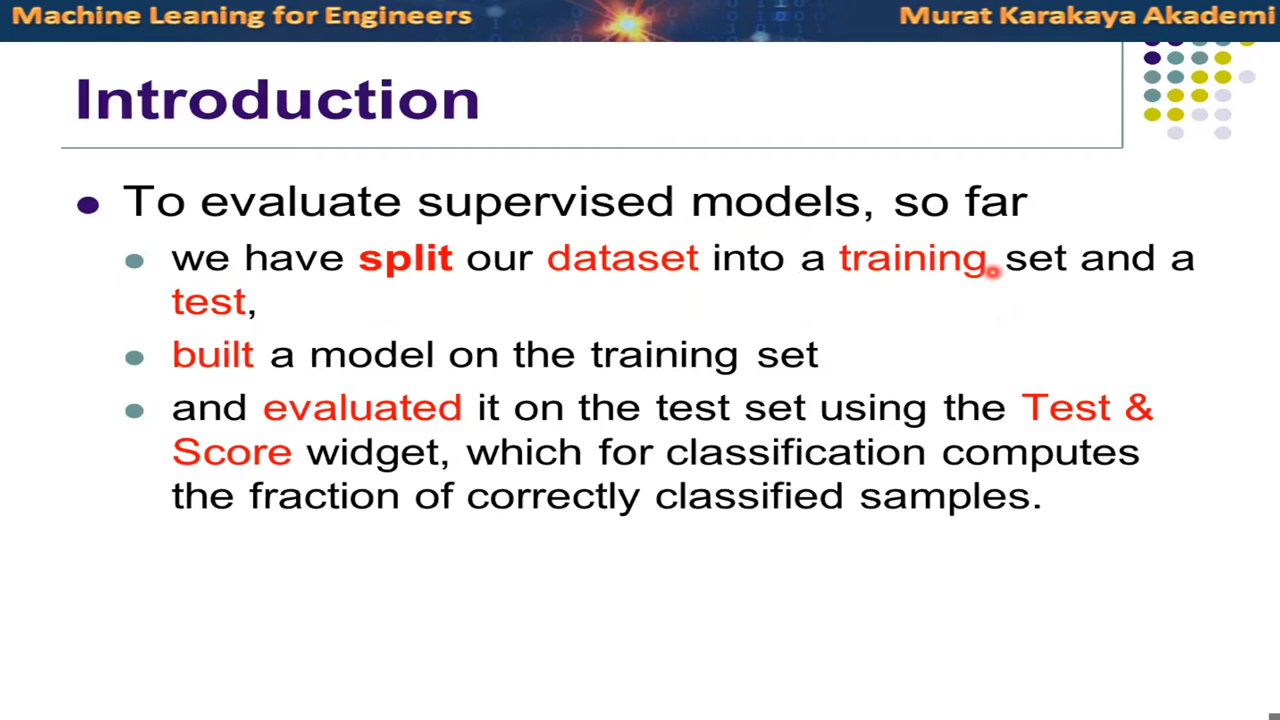 Machine Leaning for Engineers
Murat Karakaya Akademi
Introduction
To evaluate supervised models, so far
we have split our dataset into a training set and a
test,
built a model on the training set
and evaluated it on the test set using the Test &
Score widget, which for classification computes
the fraction of correctly classified samples.